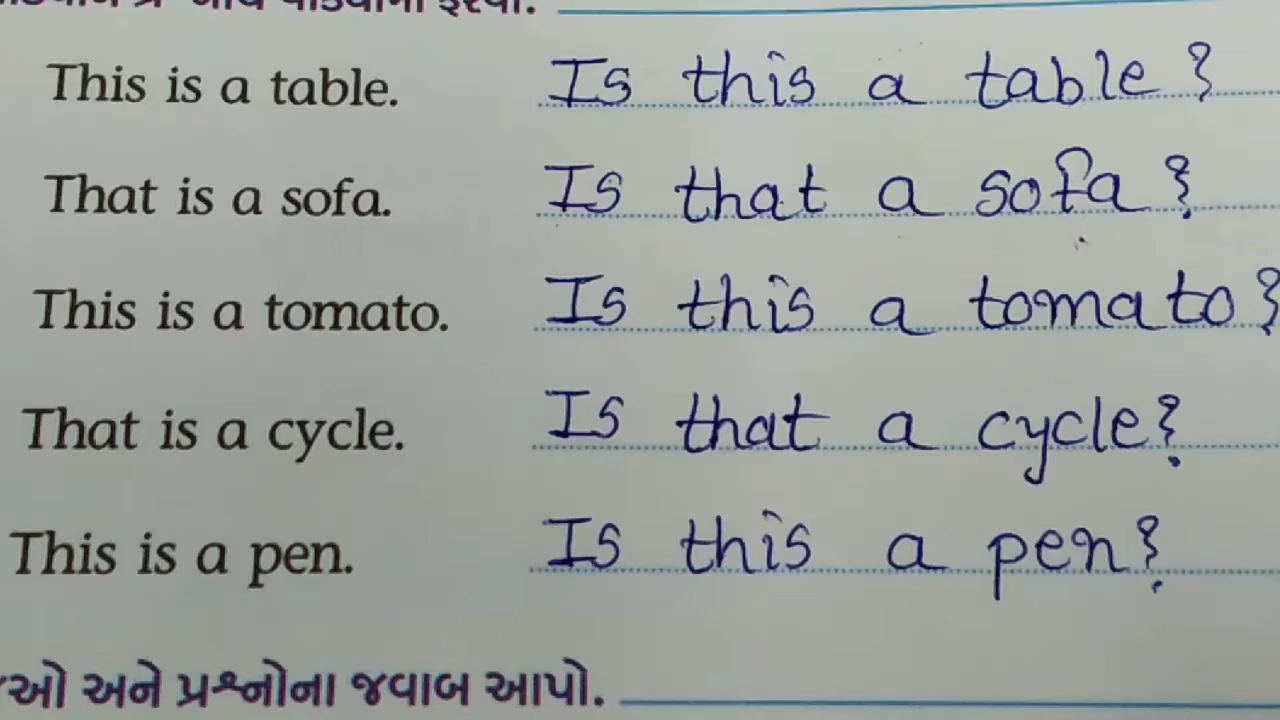 This is a table. Is this a table?
That is a sofa. Is that a sofa?
This is a tomato. Is this a tomato?
That is a cycle. Is that a cycle?
This is a pen. Is this a pen?
અને પ્રશ્નોના જવાબ આપો.